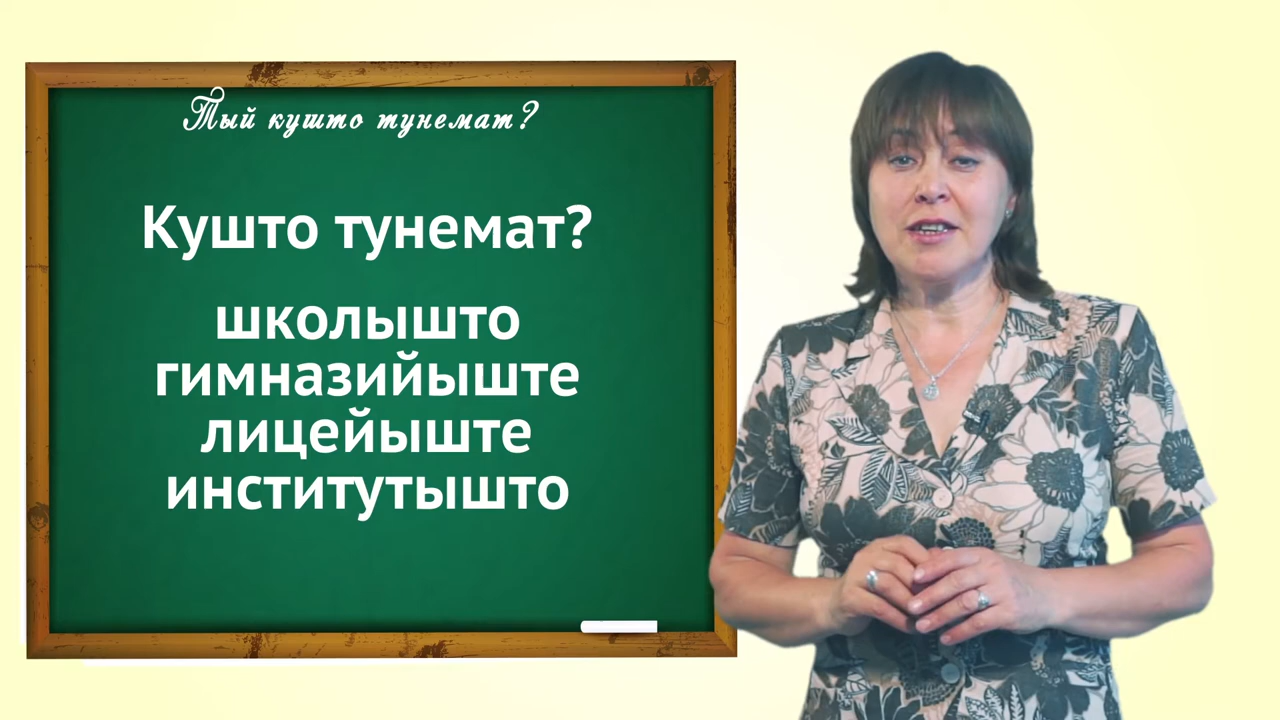 Тый кушто тунемат?
Кушто тунемат?
школышто
гимназийыште
лицейыште
институтышто